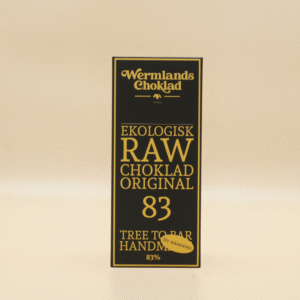 Wermlands
Choklad
EKOLOGISK
RAW
CHOKLAD
ORIGINAL
83
TREE TO BAR
HANDM
83%